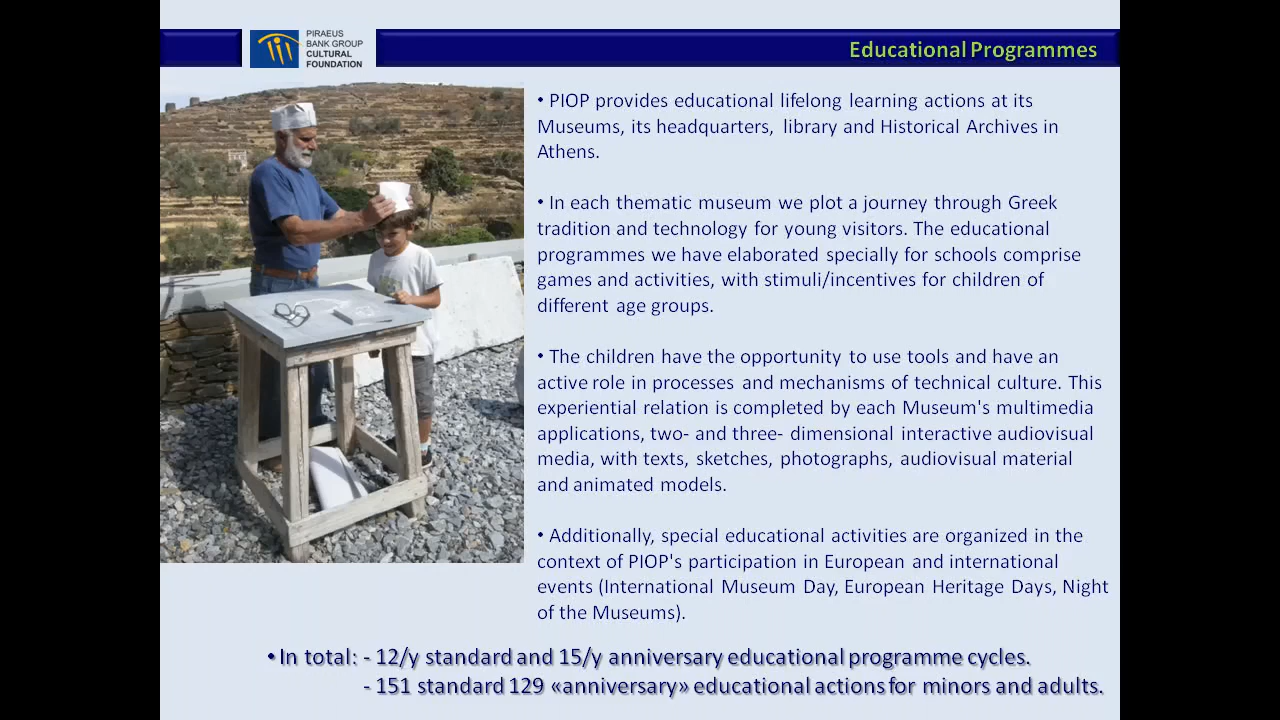 PIRAEUS
BANK GROUP
CULTURAL
FOUNDATION
Educational Programmes
• PIOP provides educational lifelong learning actions at its
Museums, its headquarters, library and Historical Archives in
Athens.
• In each thematic museum we plot a journey through Greek
tradition and technology for young visitors. The educational
programmes we have elaborated specially for schools comprise
games and activities, with stimuli/incentives for children of
different age groups.
• The children have the opportunity to use tools and have an
active role in processes and mechanisms of technical culture. This
experiential relation is completed by each Museum's multimedia
applications, two- and three- dimensional interactive audiovisual
media, with texts, sketches, photographs, audiovisual material
and animated models.
• Additionally, special educational activities are organized in the
context of PIOP's participation in European and international
events (International Museum Day, European Heritage Days, Night
of the Museums).
• In total: - 12/y standard and 15/y anniversary educational programme cycles.
- 151 standard 129 «anniversary» educational actions for minors and adults.